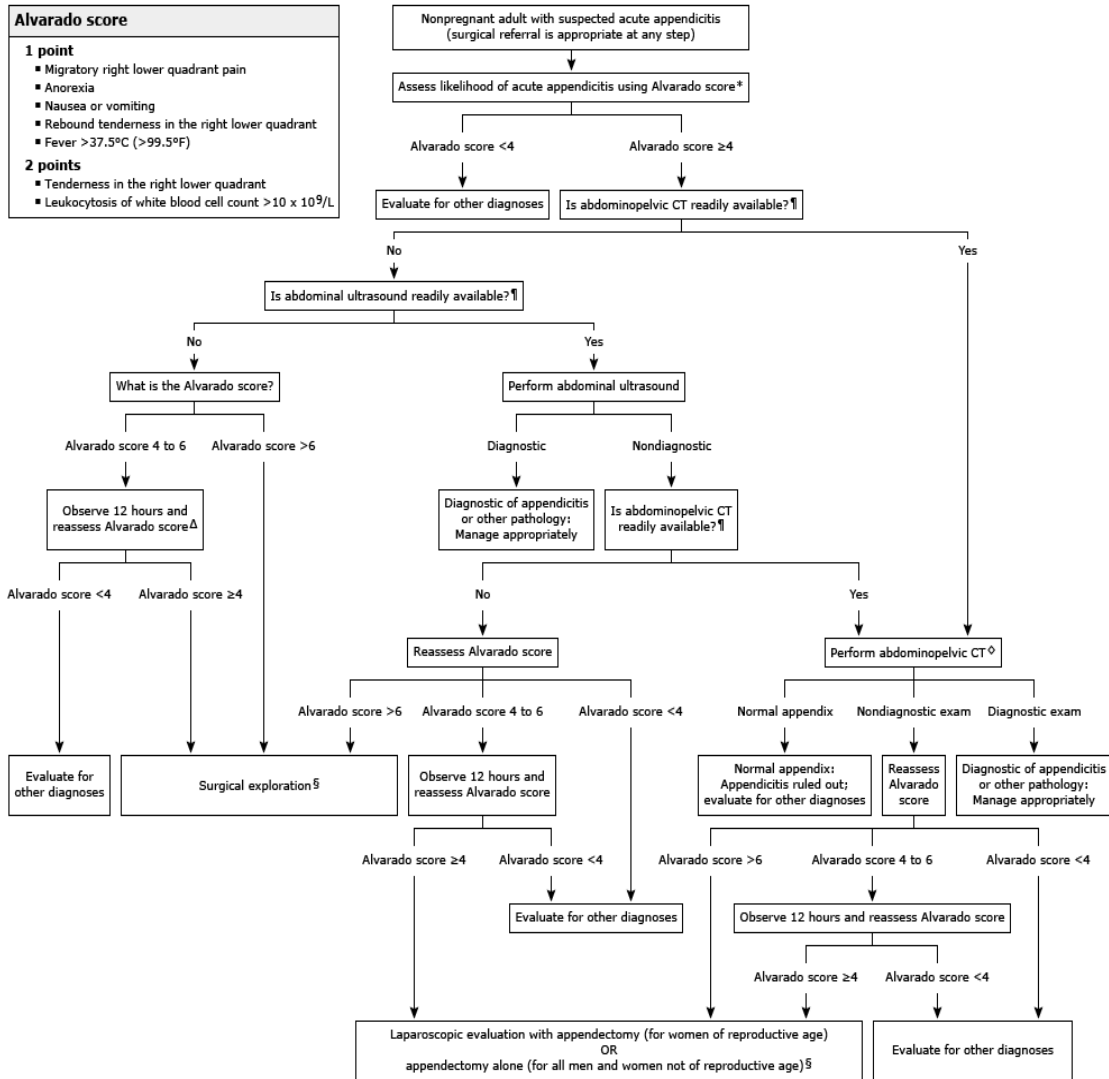 Alvarado score
1 point
▪ Migratory right lower quadrant pain
▪ Anorexia
▪ Nausea or vomiting
▪ Rebound tenderness in the right lower quadrant
▪ Fever >37.5°C (>99.5°F)
2 points
▪ Tenderness in the right lower quadrant
▪ Leukocytosis of white blood cell count >10 x 10⁹/L
Nonpregnant adult with suspected acute appendicitis
(surgical referral is appropriate at any step)
Assess likelihood of acute appendicitis using Alvarado score*
Alvarado score <4
Alvarado score ≥4
Evaluate for other diagnoses
Is abdominopelvic CT readily available?¶
No
Yes
Is abdominal ultrasound readily available?¶
No
Yes
What is the Alvarado score?
Perform abdominal ultrasound
Alvarado score 4 to 6
Alvarado score >6
Diagnostic
Nondiagnostic
Observe 12 hours and
reassess Alvarado scoreΔ
Diagnostic of appendicitis
or other pathology:
Manage appropriately
Is abdominopelvic CT
readily available?¶
Alvarado score <4
Alvarado score ≥4
No
Yes
Reassess Alvarado score
Perform abdominopelvic CT◊
Alvarado score >6
Alvarado score 4 to 6
Alvarado score <4
Normal appendix
Nondiagnostic exam
Diagnostic exam
Evaluate for
other diagnoses
Surgical exploration§
Observe 12 hours and
reassess Alvarado score
Normal appendix:
Appendicitis ruled out;
evaluate for other diagnoses
Reassess
Alvarado
score
Diagnostic of appendicitis
or other pathology:
Manage appropriately
Alvarado score ≥4
Alvarado score <4
Alvarado score >6
Alvarado score 4 to 6
Alvarado score <4
Evaluate for other diagnoses
Observe 12 hours and reassess Alvarado score
Alvarado score ≥4
Alvarado score <4
Laparoscopic evaluation with appendectomy (for women of reproductive age)
OR
appendectomy alone (for all men and women not of reproductive age)§
Evaluate for other diagnoses